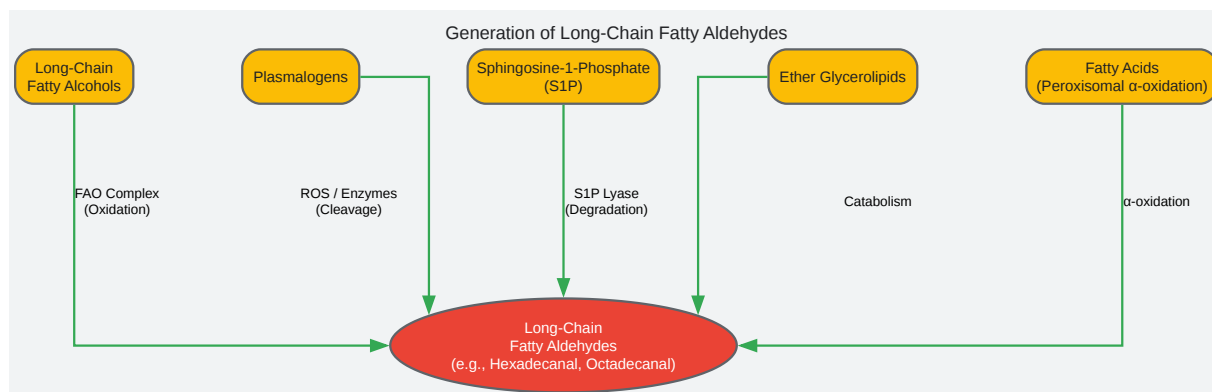 Generation of Long-Chain Fatty Aldehydes
Long-Chain
Fatty Alcohols
Plasmalogens
Sphingosine-1-Phosphate
(S1P)
Ether Glycerolipids
Fatty Acids
(Peroxisomal α-oxidation)
FAO Complex
(Oxidation)
ROS / Enzymes
(Cleavage)
S1P Lyase
(Degradation)
Catabolism
α-oxidation
Long-Chain
Fatty Aldehydes
(e.g., Hexadecanal, Octadecanal)